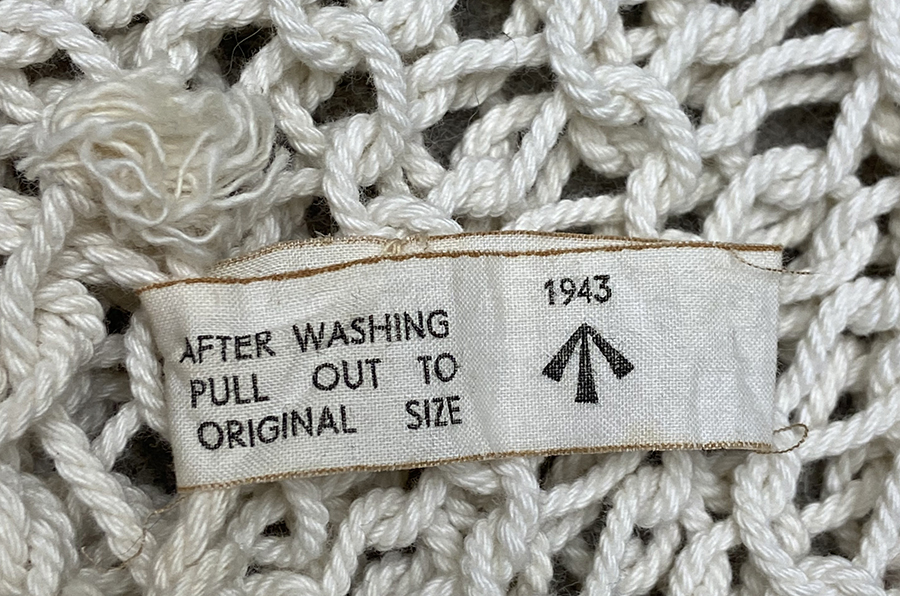 AFTER WASHING
PULL OUT TO
ORIGINAL SIZE
1943